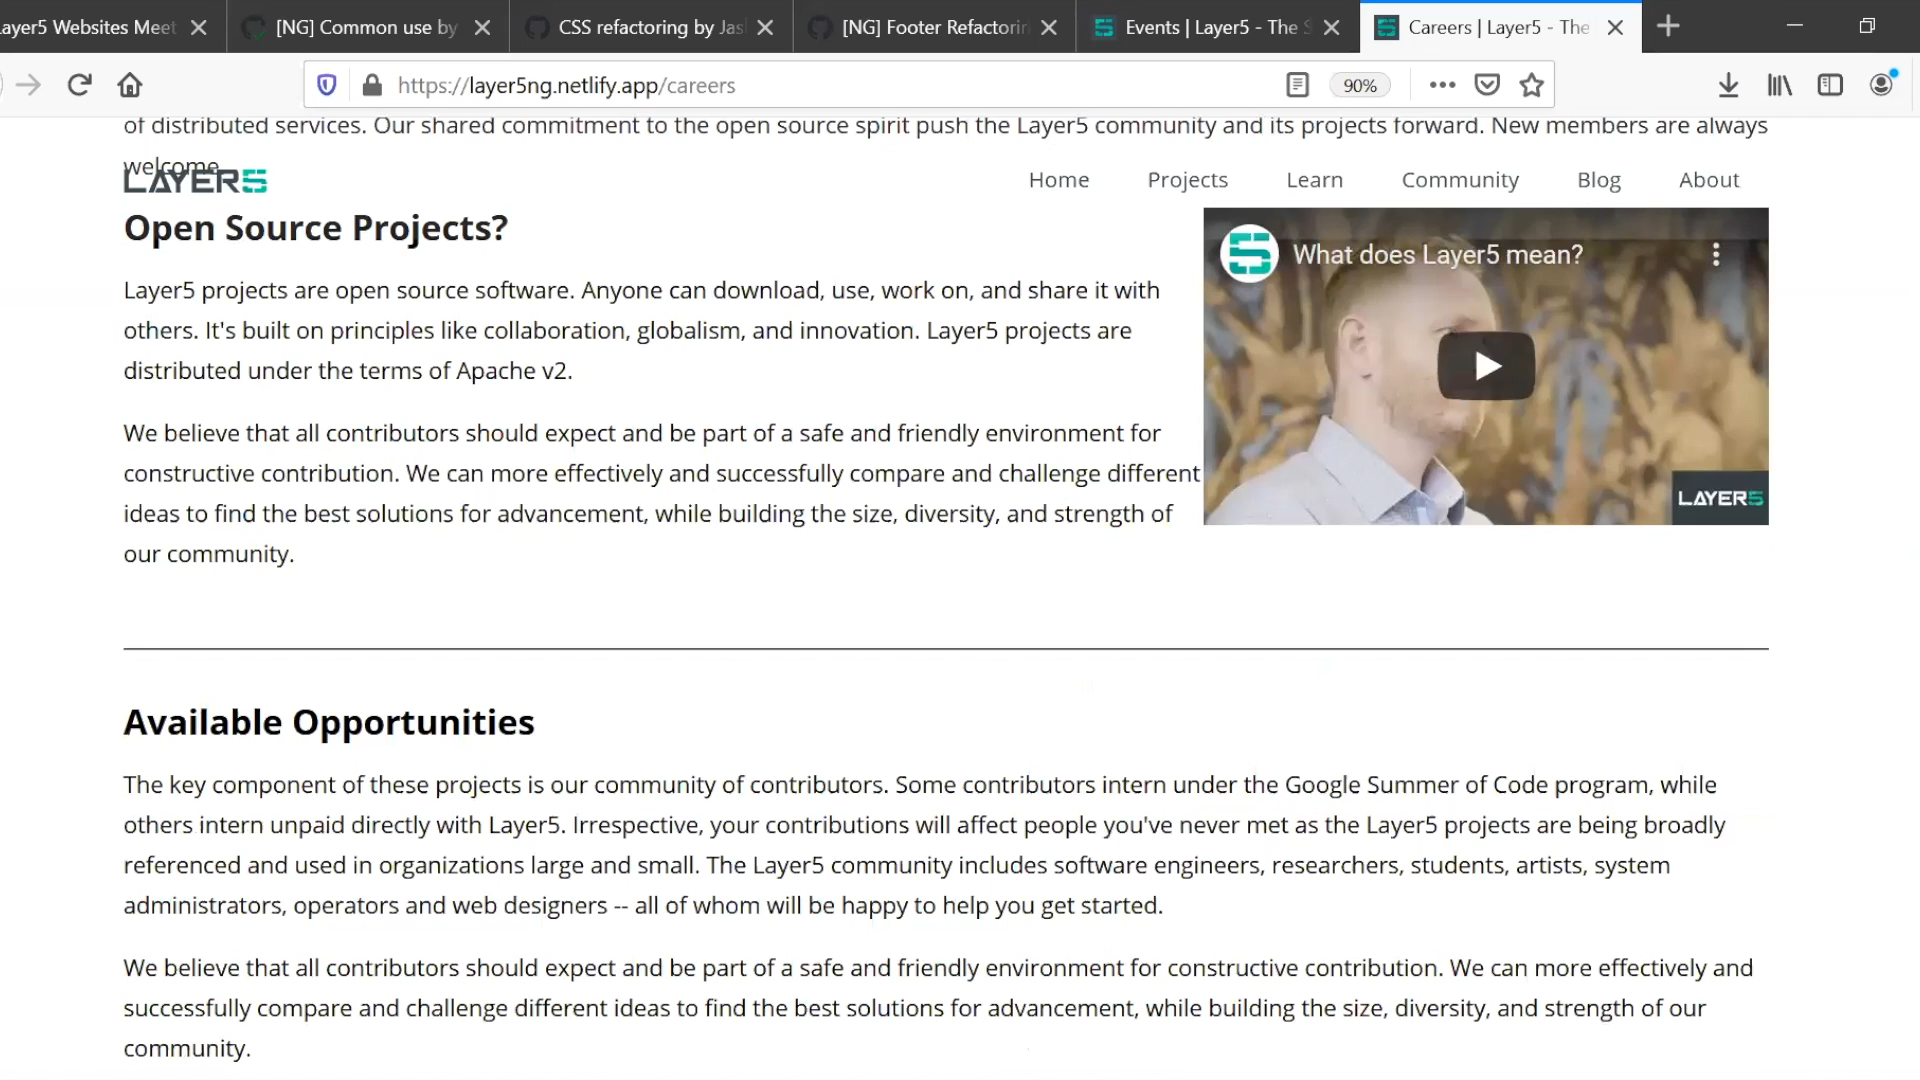 ayer5 Websites Meet
[NG] Common use by
CSS refactoring by Jas
[NG] Footer Refactorin
Events | Layer5 - The S
Careers | Layer5 - The
https://layer5ng.netlify.app/careers
90%
of distributed services. Our shared commitment to the open source spirit push the Layer5 community and its projects forward. New members are always
welcome
LAYER5
Home
Projects
Learn
Community
Blog
About
Open Source Projects?
What does Layer5 mean?
Layer5 projects are open source software. Anyone can download, use, work on, and share it with
others. It's built on principles like collaboration, globalism, and innovation. Layer5 projects are
distributed under the terms of Apache v2.
We believe that all contributors should expect and be part of a safe and friendly environment for
constructive contribution. We can more effectively and successfully compare and challenge different
ideas to find the best solutions for advancement, while building the size, diversity, and strength of
our community.
LAYER5
Available Opportunities
The key component of these projects is our community of contributors. Some contributors intern under the Google Summer of Code program, while
others intern unpaid directly with Layer5. Irrespective, your contributions will affect people you've never met as the Layer5 projects are being broadly
referenced and used in organizations large and small. The Layer5 community includes software engineers, researchers, students, artists, system
administrators, operators and web designers -- all of whom will be happy to help you get started.
We believe that all contributors should expect and be part of a safe and friendly environment for constructive contribution. We can more effectively and
successfully compare and challenge different ideas to find the best solutions for advancement, while building the size, diversity, and strength of our
community.